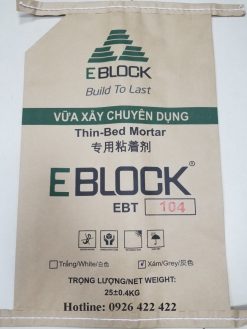 EBLOCK
Build To Last
VỮA XÂY CHUYÊN DỤNG
Thin-Bed Mortar
专用粘着剂
EBLOCK®
EBT 104
Trắng/White/白色 Xám/Grey/灰色
TRỌNG LƯỢNG/NET WEIGHT:
25±0.4KG
Hotline: 0926 422 422